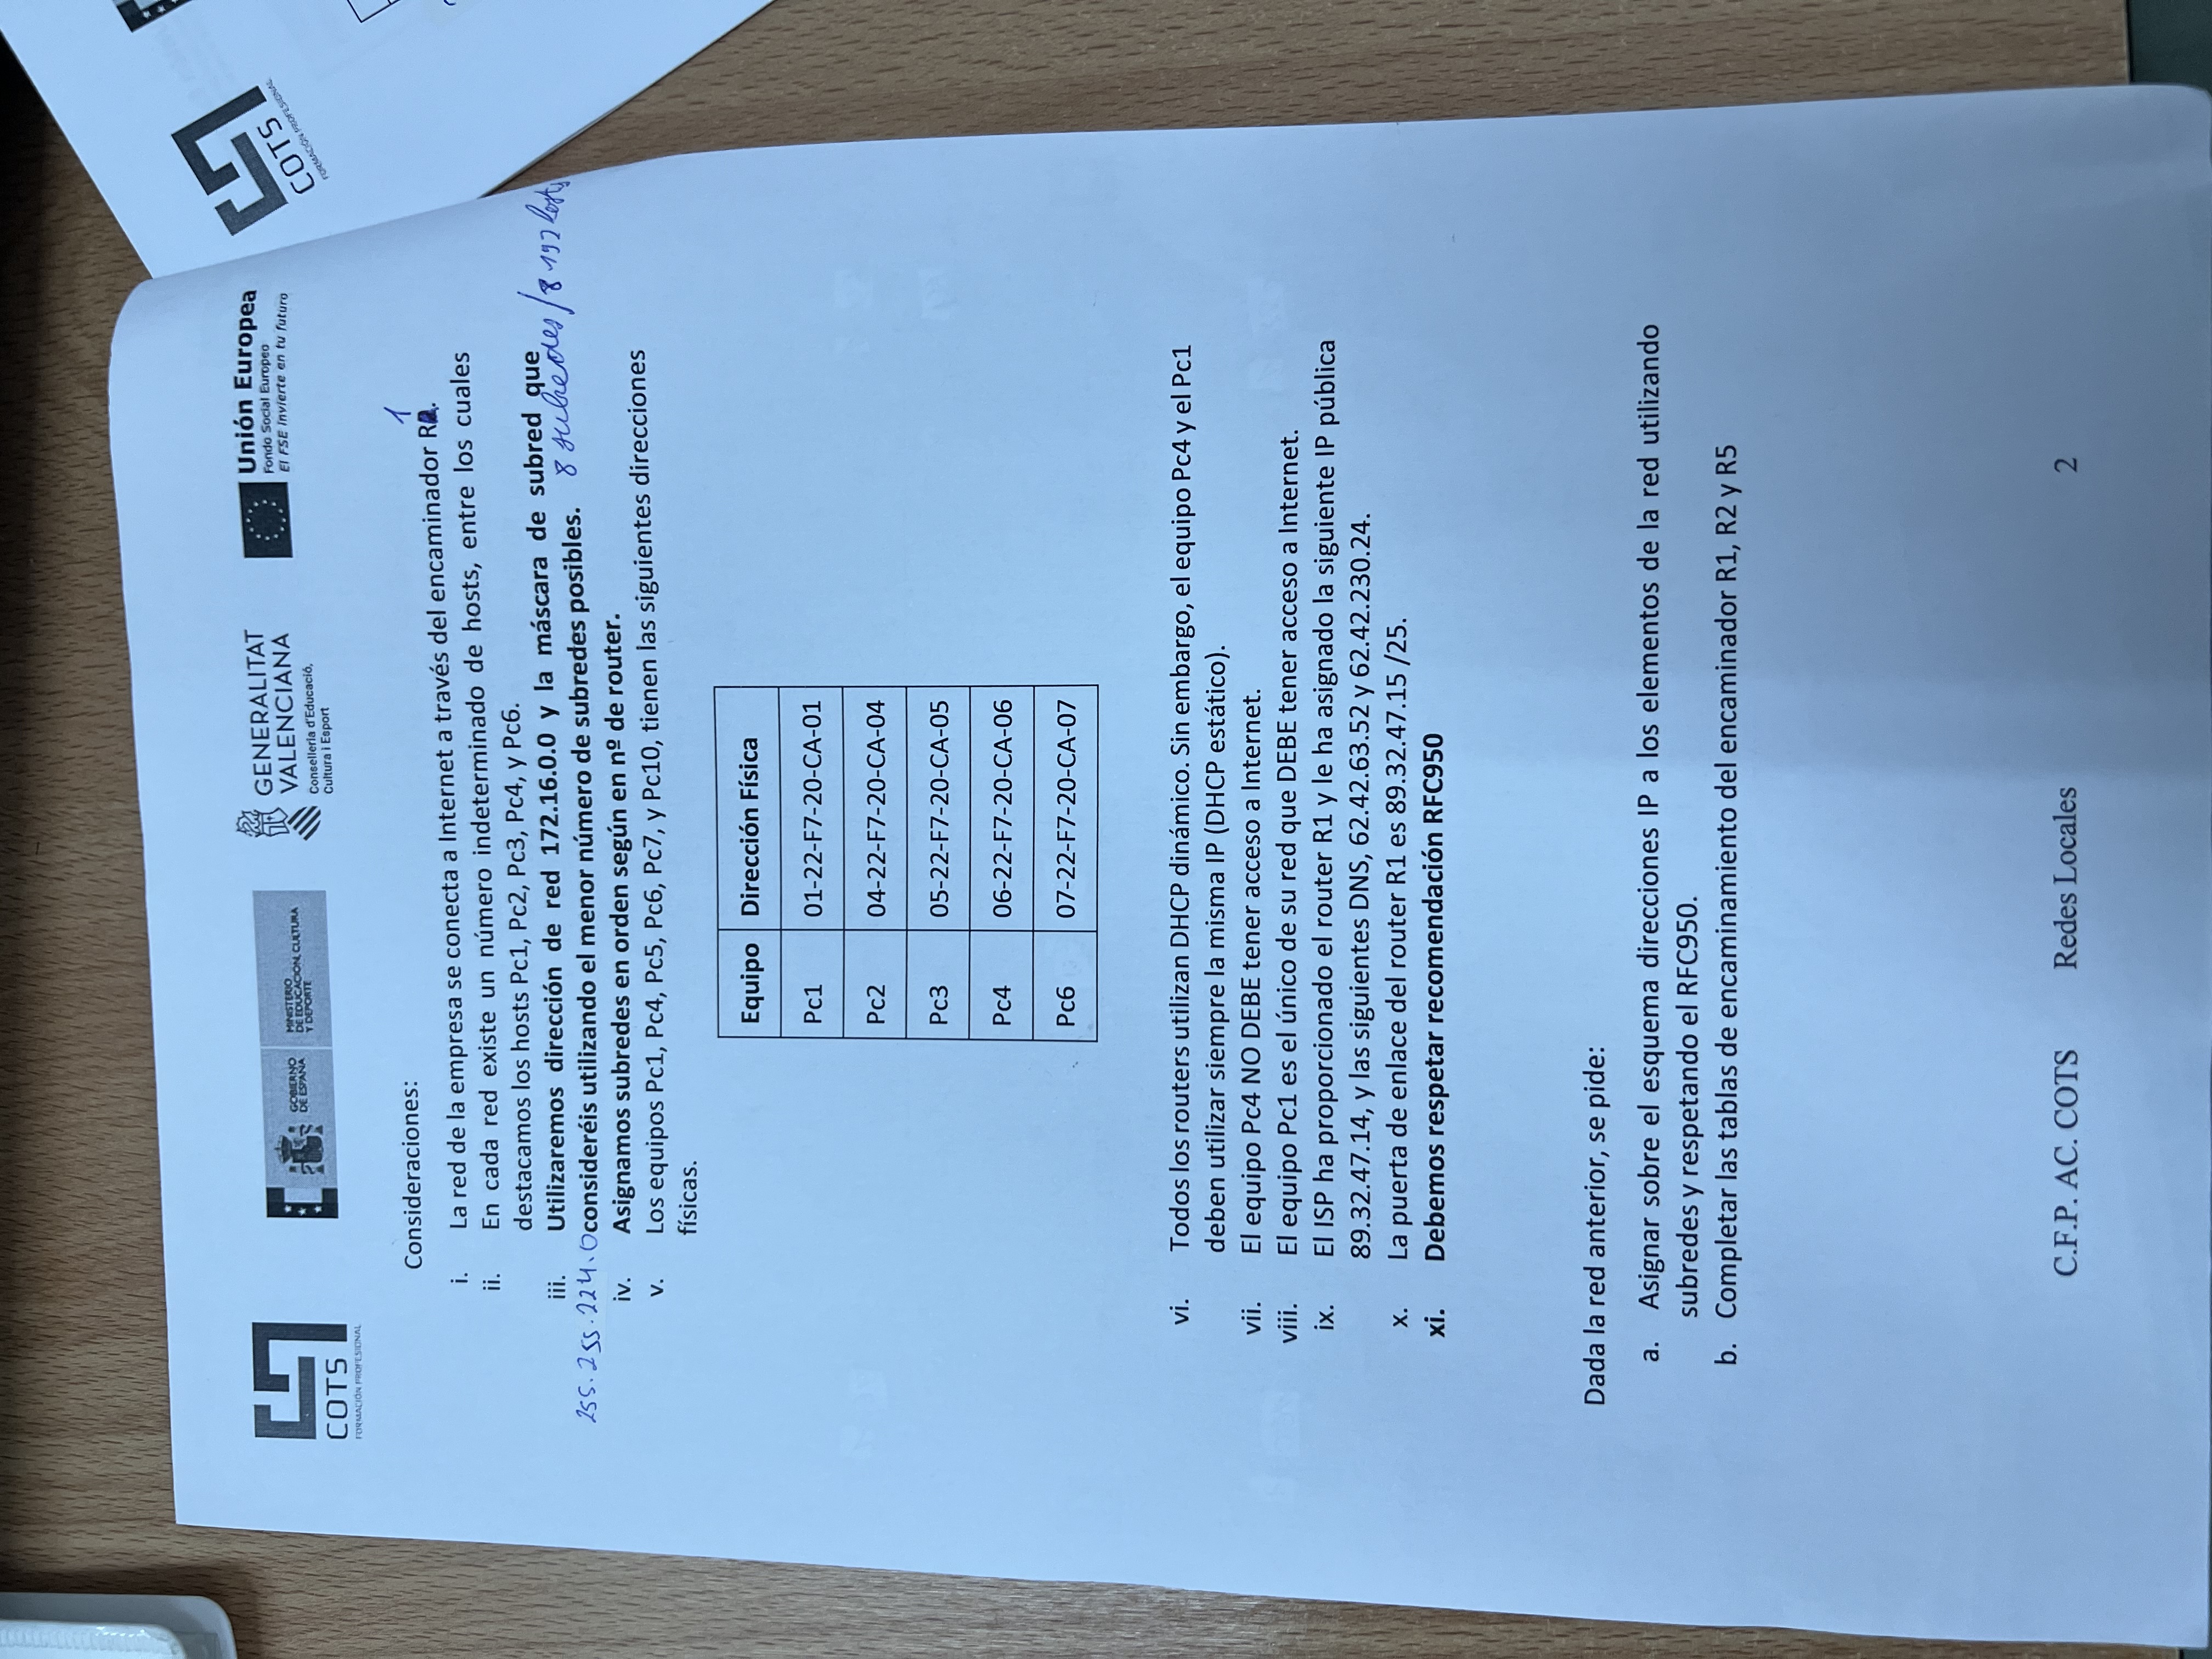 COTS
FORMACIÓN PROFESIONAL
GOBIERNO
DE ESPAÑA
MINISTERIO
DE EDUCACIÓN, CULTURA
Y DEPORTE
GENERALITAT
VALENCIANA
Conselleria d'Educació,
Cultura i Esport
Unión Europea
Fondo Social Europeo
El FSE invierte en tu futuro
COTS
FORMACIÓN PROFESIONAL
Consideraciones:
1
i. La red de la empresa se conecta a Internet a través del encaminador R2.
ii. En cada red existe un número indeterminado de hosts, entre los cuales
destacamos los hosts Pc1, Pc2, Pc3, Pc4, y Pc6.
iii. Utilizaremos dirección de red 172.16.0.0 y la máscara de subred que
255.255.224.0 consideréis utilizando el menor número de subredes posibles. 8 subredes / 8 192 hosts
iv. Asignamos subredes en orden según en nº de router.
v. Los equipos Pc1, Pc4, Pc5, Pc6, Pc7, y Pc10, tienen las siguientes direcciones
físicas.
Equipo Dirección Física
Pc1 01-22-F7-20-CA-01
Pc2 04-22-F7-20-CA-04
Pc3 05-22-F7-20-CA-05
Pc4 06-22-F7-20-CA-06
Pc6 07-22-F7-20-CA-07
vi. Todos los routers utilizan DHCP dinámico. Sin embargo, el equipo Pc4 y el Pc1
deben utilizar siempre la misma IP (DHCP estático).
vii. El equipo Pc4 NO DEBE tener acceso a Internet.
viii. El equipo Pc1 es el único de su red que DEBE tener acceso a Internet.
ix. El ISP ha proporcionado el router R1 y le ha asignado la siguiente IP pública
89.32.47.14, y las siguientes DNS, 62.42.63.52 y 62.42.230.24.
x. La puerta de enlace del router R1 es 89.32.47.15 /25.
xi. Debemos respetar recomendación RFC950
Dada la red anterior, se pide:
a. Asignar sobre el esquema direcciones IP a los elementos de la red utilizando
subredes y respetando el RFC950.
b. Completar las tablas de encaminamiento del encaminador R1, R2 y R5
C.F.P. AC. COTS Redes Locales 2